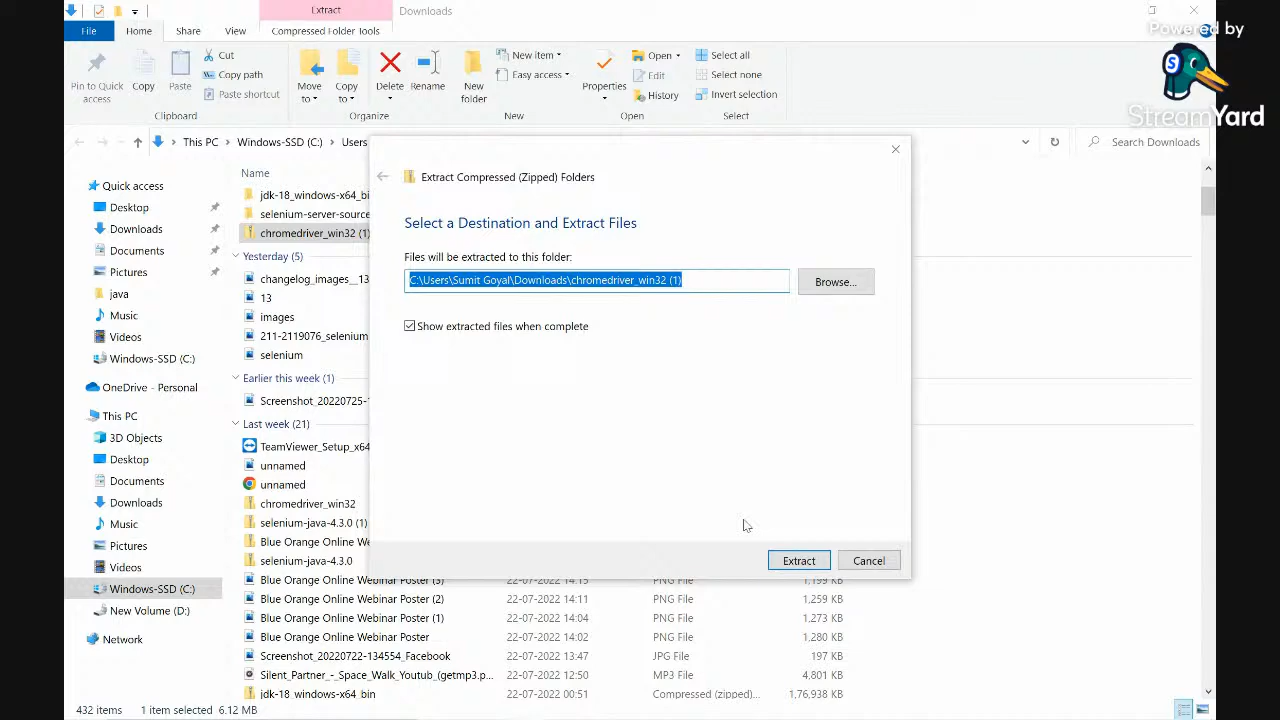 Extract
Downloads
File
Home
Share
View
Compressed Folder Tools
Powered by
StreamYard
Pin to Quick access
Copy
Paste
Cut
Copy path
Paste shortcut
Clipboard
Move to
Copy to
Delete
Rename
Organize
New folder
New item
Easy access
New
Properties
Open
Edit
History
Open
Select all
Select none
Invert selection
Select
This PC
Windows-SSD (C:)
Users
Search Downloads
Quick access
Desktop
Downloads
Documents
Pictures
java
Music
Videos
Windows-SSD (C:)
OneDrive - Personal
This PC
3D Objects
Desktop
Documents
Downloads
Music
Pictures
Videos
Windows-SSD (C:)
New Volume (D:)
Network
Name
jdk-18_windows-x64_bi
selenium-server-source
chromedriver_win32 (1)
Yesterday (5)
changelog_images__13
13
images
211-2119076_selenium
selenium
Earlier this week (1)
Screenshot_20220725-1
Last week (21)
TeamViewer_Setup_x64
unnamed
unnamed
chromedriver_win32
selenium-java-4.3.0 (1)
Blue Orange Online We
selenium-java-4.3.0
Blue Orange Online Webinar Poster (3) 22-07-2022 14:15 PNG File 1,199 KB
Blue Orange Online Webinar Poster (2) 22-07-2022 14:11 PNG File 1,259 KB
Blue Orange Online Webinar Poster (1) 22-07-2022 14:04 PNG File 1,273 KB
Blue Orange Online Webinar Poster 22-07-2022 14:02 PNG File 1,280 KB
Screenshot_20220722-134554_Facebook 22-07-2022 13:47 JPG File 197 KB
Silent_Partner_-_Space_Walk_Youtub_(getmp3.p... 22-07-2022 12:50 MP3 File 4,801 KB
jdk-18_windows-x64_bin 22-07-2022 00:51 Compressed (zipped)... 1,76,938 KB
Extract Compressed (Zipped) Folders
Select a Destination and Extract Files
Files will be extracted to this folder:
C:\Users\Sumit Goyal\Downloads\chromedriver_win32 (1)
Browse...
Show extracted files when complete
Extract
Cancel
432 items
1 item selected 6.12 MB